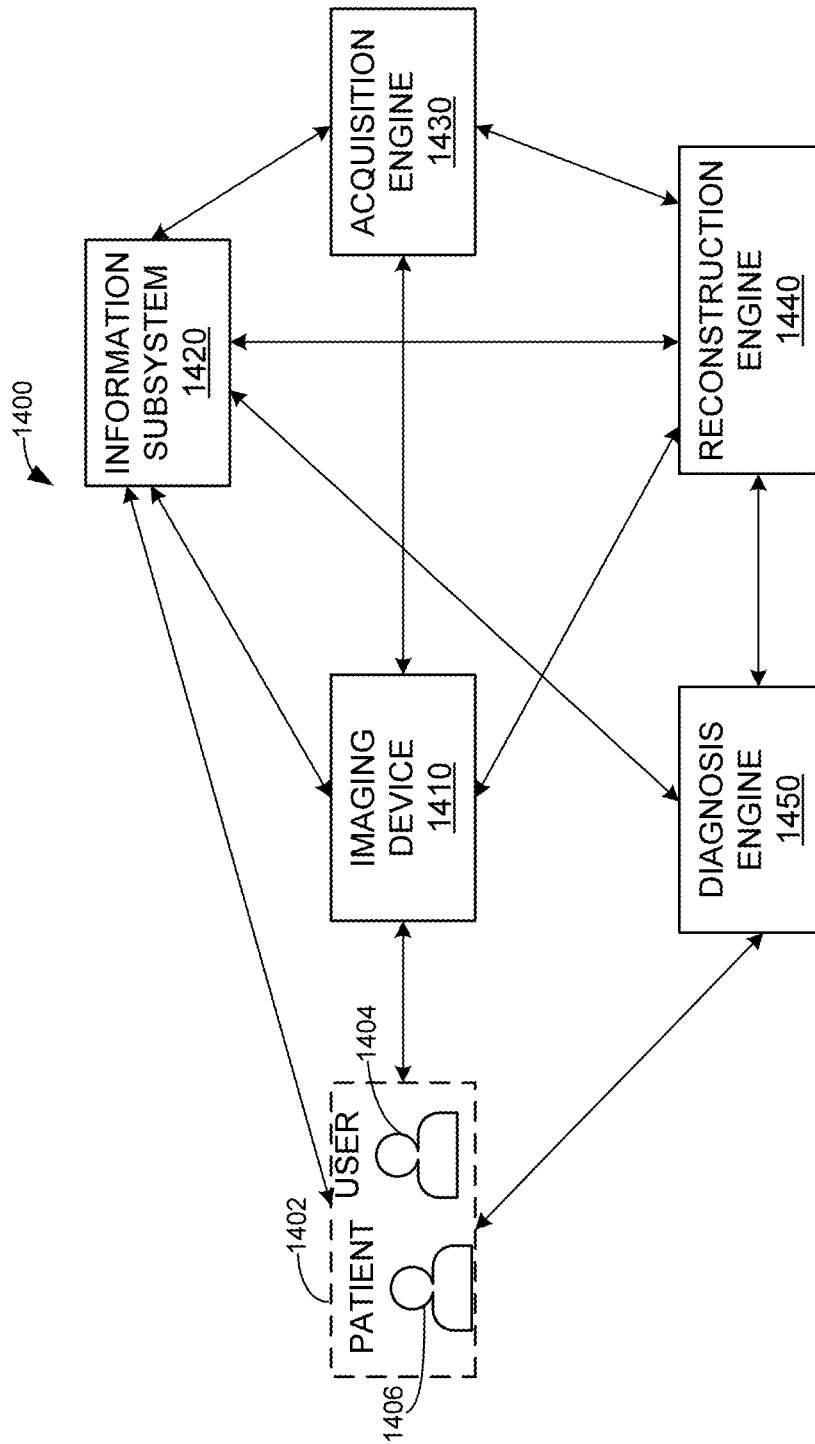 1400
INFORMATION
SUBSYSTEM
1420
1402
PATIENT USER
1404
1406
IMAGING
DEVICE
1410
ACQUISITION
ENGINE
1430
DIAGNOSIS
ENGINE
1450
RECONSTRUCTION
ENGINE
1440